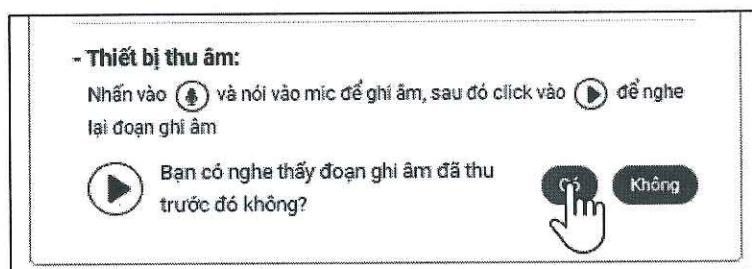 - Thiết bị thu âm:
Nhấn vào và nói vào mic để ghi âm, sau đó click vào để nghe
lại đoạn ghi âm
Bạn có nghe thấy đoạn ghi âm đã thu
trước đó không?
Có Không